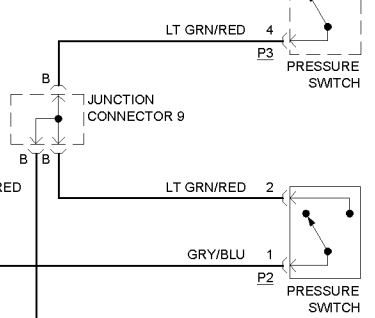 LT GRN/RED 4
P3
PRESSURE
SWITCH
B
JUNCTION
CONNECTOR 9
B B
RED
LT GRN/RED 2
GRY/BLU 1
P2
PRESSURE
SWITCH